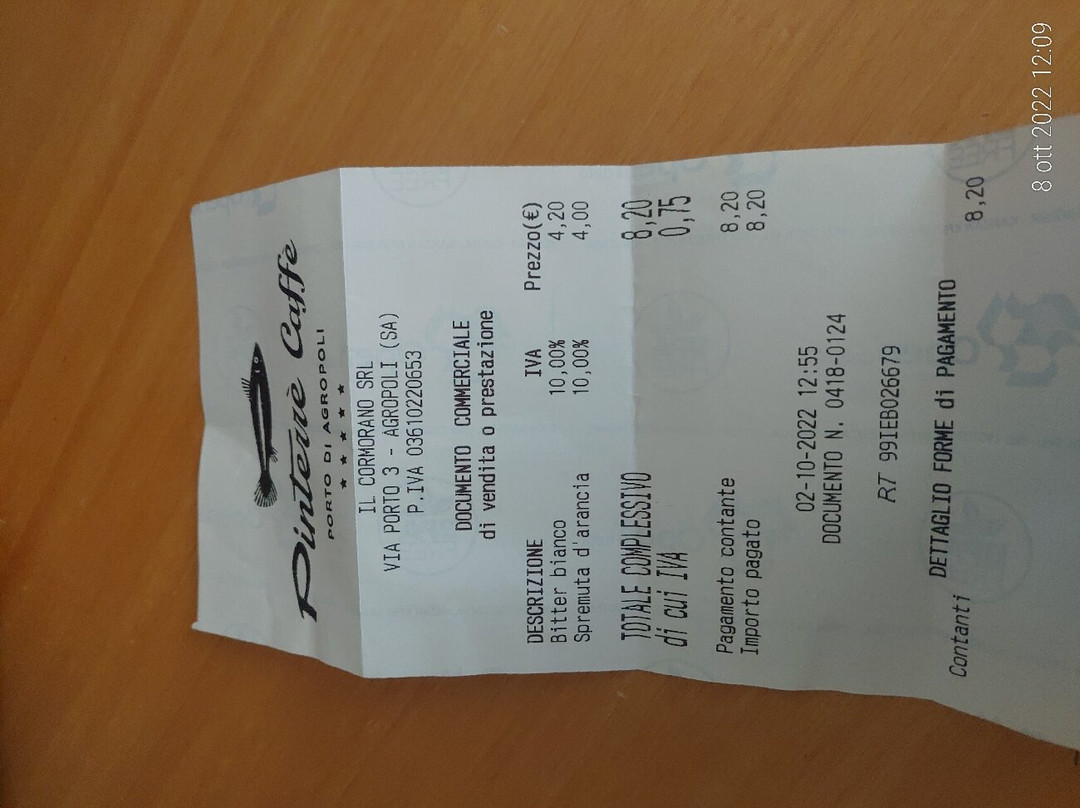 Pinterrè Caffè
PORTO DI AGROPOLI
★ ★ ★ ★ ★
IL CORMORANO SRL
VIA PORTO 3 - AGROPOLI (SA)
P.IVA 03610220653
DOCUMENTO COMMERCIALE
di vendita o prestazione
DESCRIZIONE IVA Prezzo(€)
Bitter bianco 10,00% 4,20
Spremuta d'arancia 10,00% 4,00
TOTALE COMPLESSIVO 8,20
di cui IVA 0,75
Pagamento contante 8,20
Importo pagato 8,20
02-10-2022 12:55
DOCUMENTO N. 0418-0124
RT 99IEB026679
DETTAGLIO FORME di PAGAMENTO
Contanti 8,20
8 ott 2022 12:09